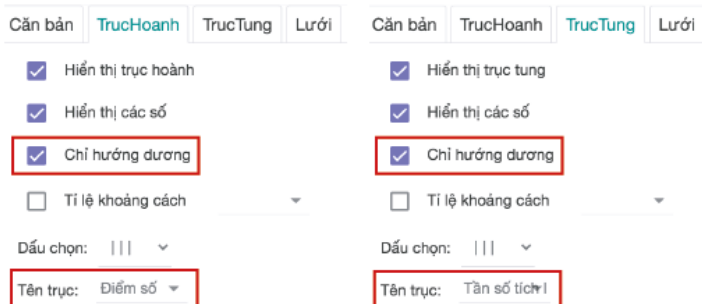 Căn bản TrucHoanh TrucTung Lưới
Hiển thị trục hoành
Hiển thị các số
Chỉ hướng dương
Tỉ lệ khoảng cách
Dấu chọn: |||
Tên trục: Điểm số
Căn bản TrucHoanh TrucTung Lưới
Hiển thị trục tung
Hiển thị các số
Chỉ hướng dương
Tỉ lệ khoảng cách
Dấu chọn: |||
Tên trục: Tần số